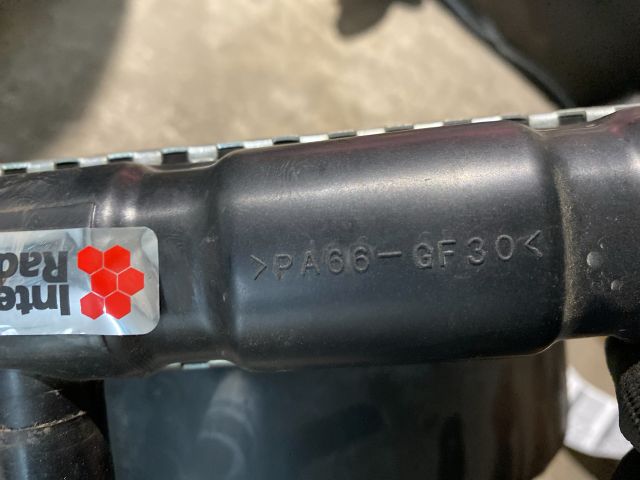 >PA66-GF30<
Inte
Rad